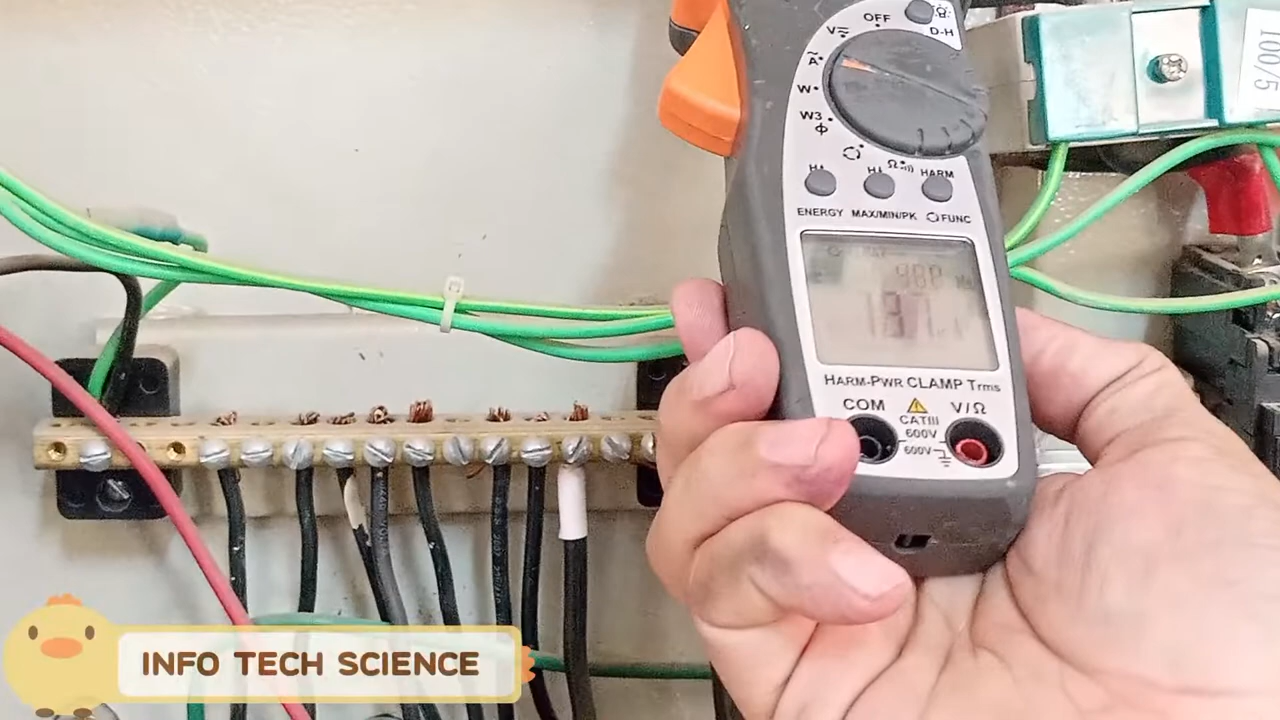 OFF
D-H
V
A
W
W3
ϕ
Ω
H
H
HARM
ENERGY
MAX/MIN/PK
FUNC
100/5
HARM-PWR CLAMP Trms
COM
V/Ω
CATIII
600V
600V
INFO TECH SCIENCE